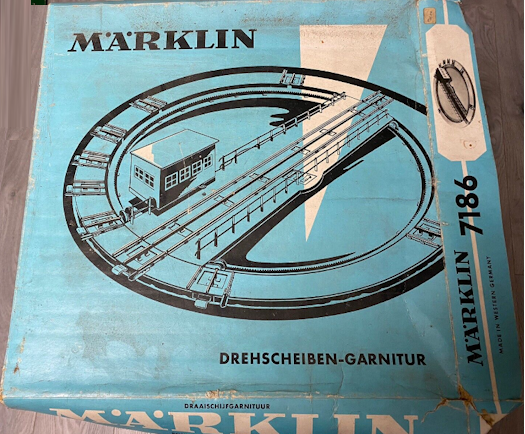 MÄRKLIN
DREHSCHEIBEN-GARNITUR
MÄRKLIN 7186
MADE IN WESTERN GERMANY
DRAAISCHIJFGARNITUUR
MÄRKLIN